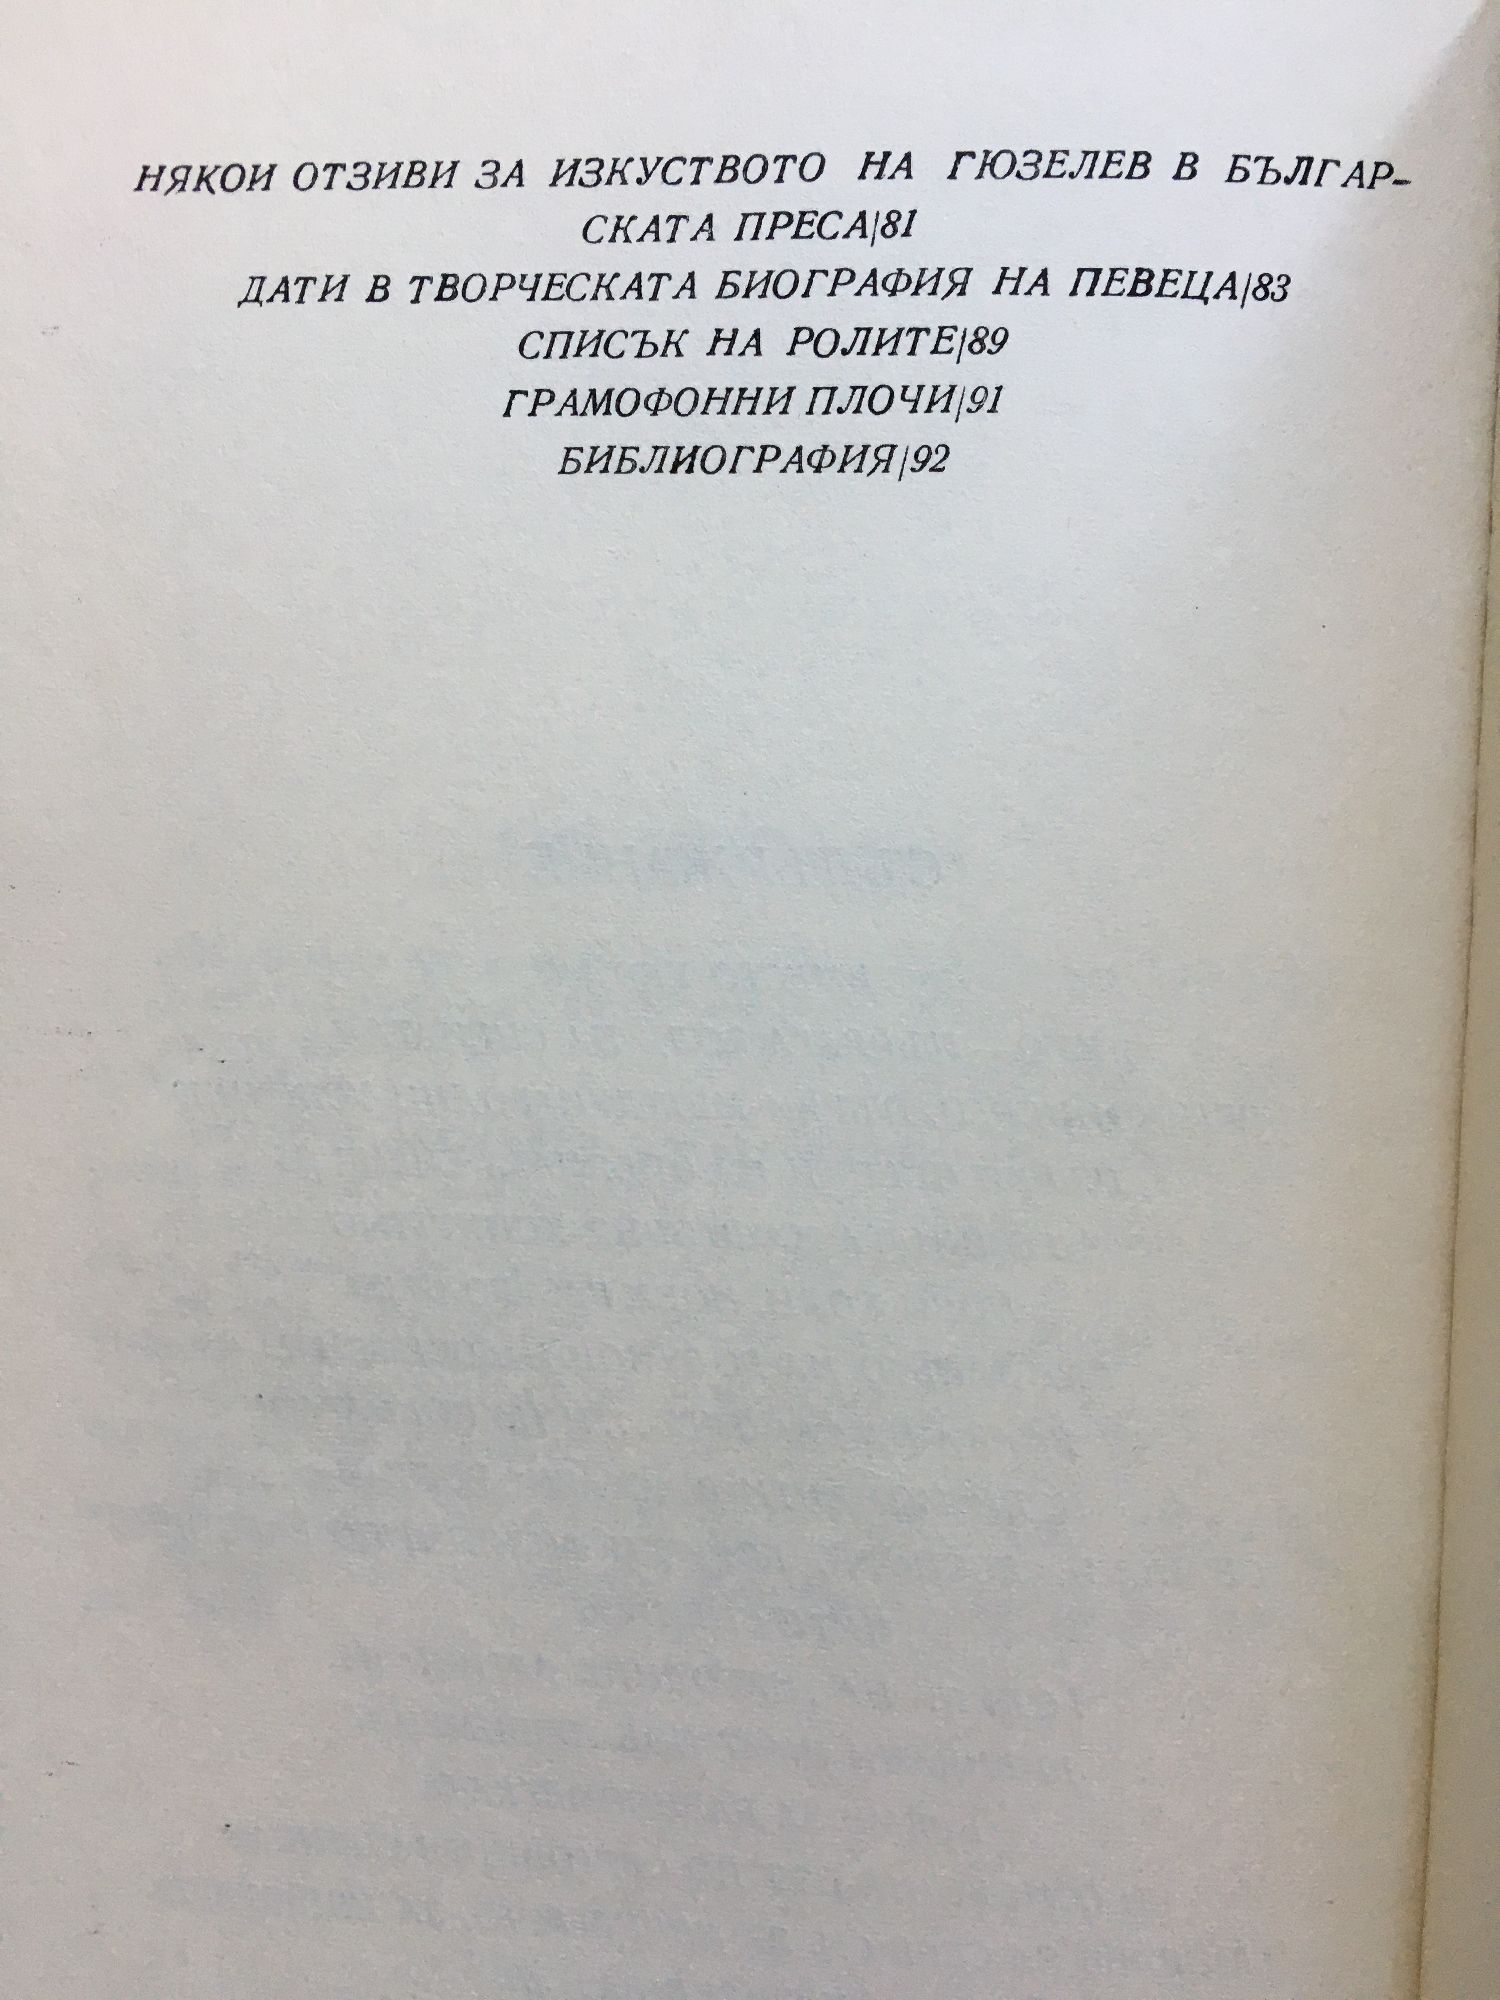 НЯКОИ ОТЗИВИ ЗА ИЗКУСТВОТО НА ГЮЗЕЛЕВ В БЪЛГАР-
СКАТА ПРЕСА/81
ДАТИ В ТВОРЧЕСКАТА БИОГРАФИЯ НА ПЕВЕЦА/83
СПИСЪК НА РОЛИТЕ/89
ГРАМОФОННИ ПЛОЧИ/91
БИБЛИОГРАФИЯ/92